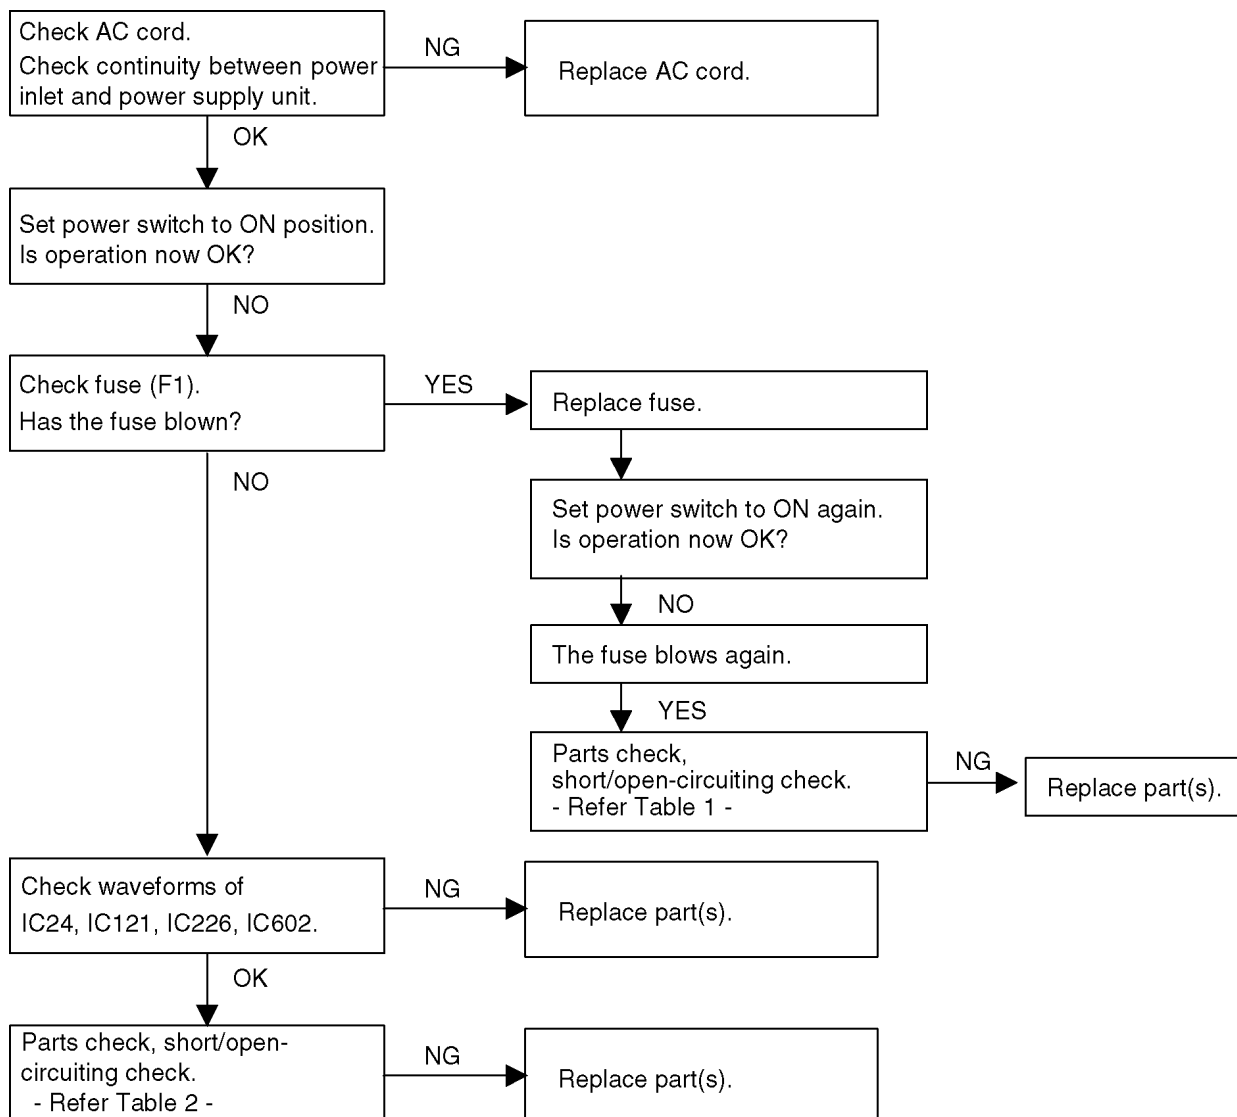 Check AC cord.
Check continuity between power
inlet and power supply unit.
NG
Replace AC cord.
OK
Set power switch to ON position.
Is operation now OK?
NO
Check fuse (F1).
Has the fuse blown?
YES
Replace fuse.
NO
Set power switch to ON again.
Is operation now OK?
NO
The fuse blows again.
YES
Parts check,
short/open-circuiting check.
- Refer Table 1 -
NG
Replace part(s).
Check waveforms of
IC24, IC121, IC226, IC602.
NG
Replace part(s).
OK
Parts check, short/open-
circuiting check.
- Refer Table 2 -
NG
Replace part(s).